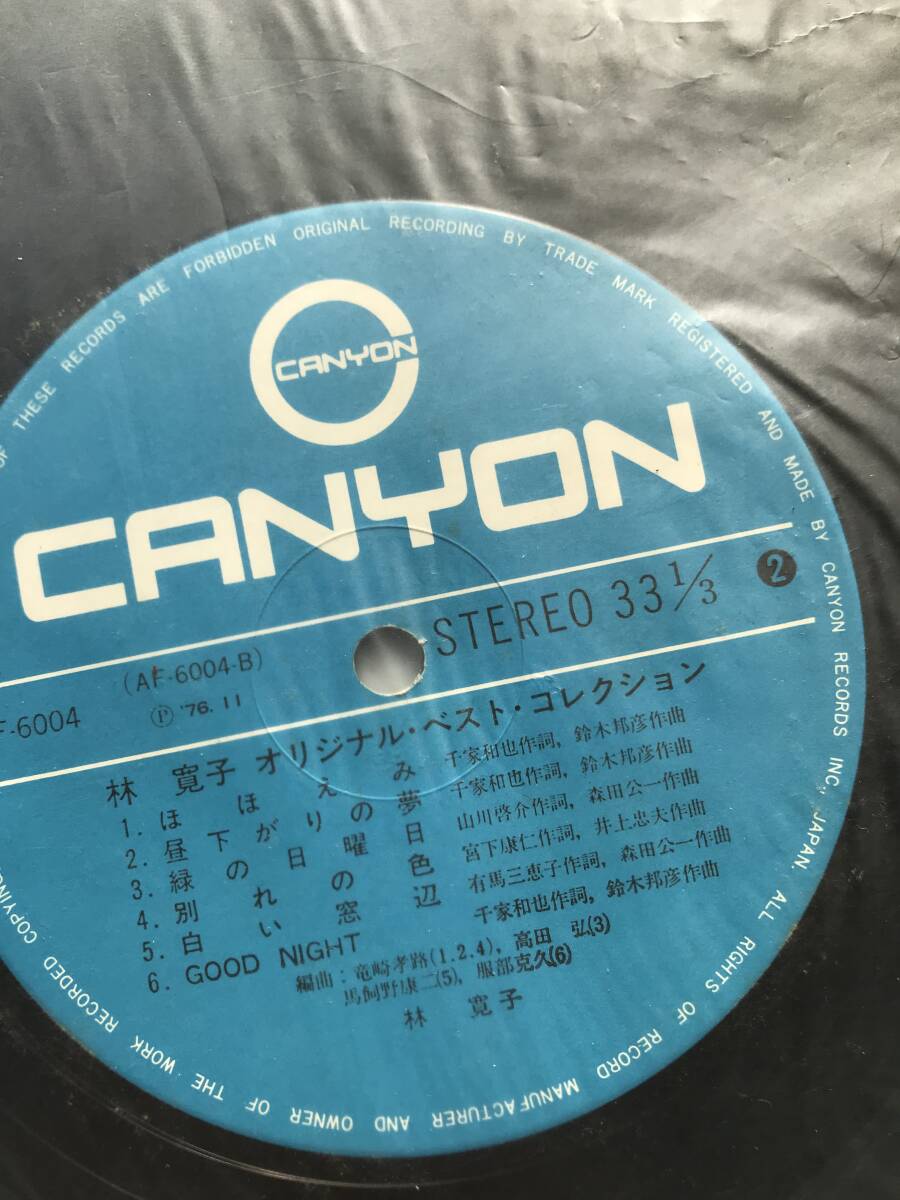 OF THESE RECORDS ARE FORBIDDEN ORIGINAL RECORDING BY TRADE MARK REGISTERED AND MADE BY CANYON RECORDS INC. JAPAN. ALL RIGHTS OF RECORD MANUFACTURER AND OWNER OF THE WORK RECORDED COPYING
CANYON
CANYON
STEREO 33 1/3 2
(AF-6004-B)
F-6004
Ⓟ '76.11
林 寛子 オリジナル・ベスト・コレクション
1. ほほえみ 千家和也作詞, 鈴木邦彦作曲
2. 昼下がりの夢 千家和也作詞, 鈴木邦彦作曲
3. 緑の日曜日 山川啓介作詞, 森田公一作曲
4. 別れの色 宮下康仁作詞, 井上忠夫作曲
5. 白い窓辺 有馬三恵子作詞, 森田公一作曲
6. GOOD NIGHT 千家和也作詞, 鈴木邦彦作曲
編曲:竜崎孝路(1.2.4), 高田 弘(3)
馬飼野康二(5), 服部克久(6)
林 寛子